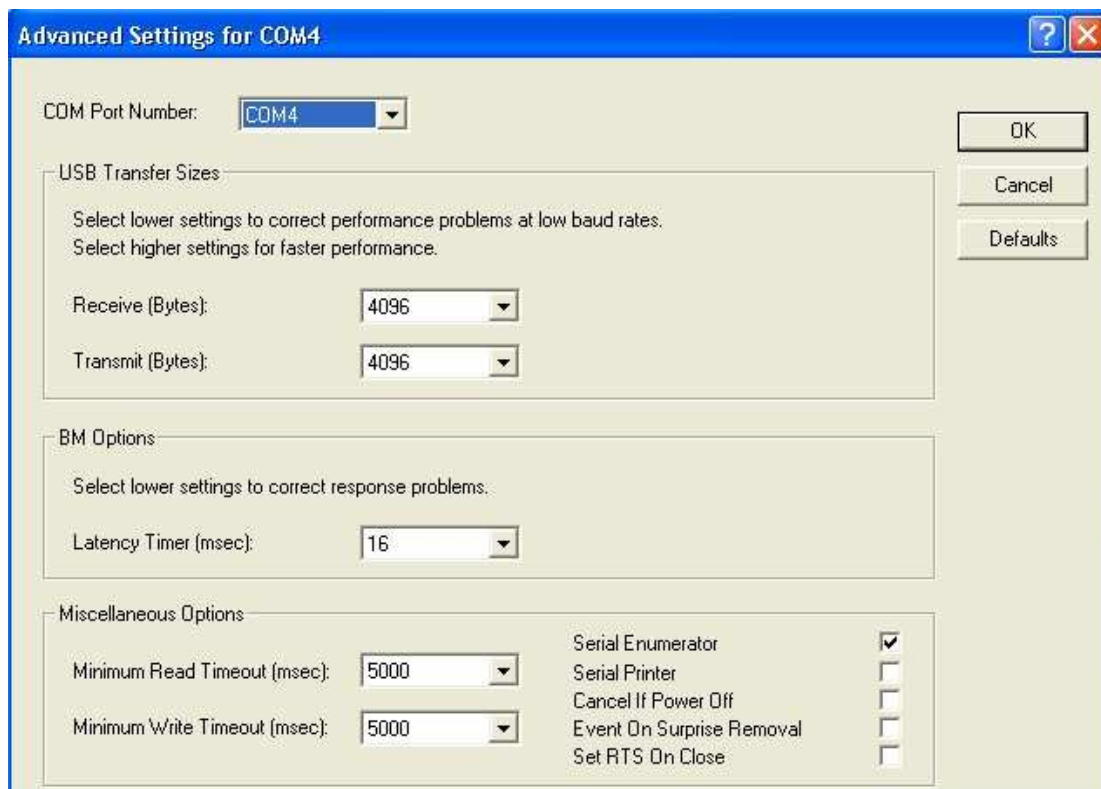 Advanced Settings for COM4
COM Port Number: COM4
OK
Cancel
Defaults
USB Transfer Sizes
Select lower settings to correct performance problems at low baud rates.
Select higher settings for faster performance.
Receive (Bytes): 4096
Transmit (Bytes): 4096
BM Options
Select lower settings to correct response problems.
Latency Timer (msec): 16
Miscellaneous Options
Minimum Read Timeout (msec): 5000
Minimum Write Timeout (msec): 5000
Serial Enumerator
Serial Printer
Cancel If Power Off
Event On Surprise Removal
Set RTS On Close